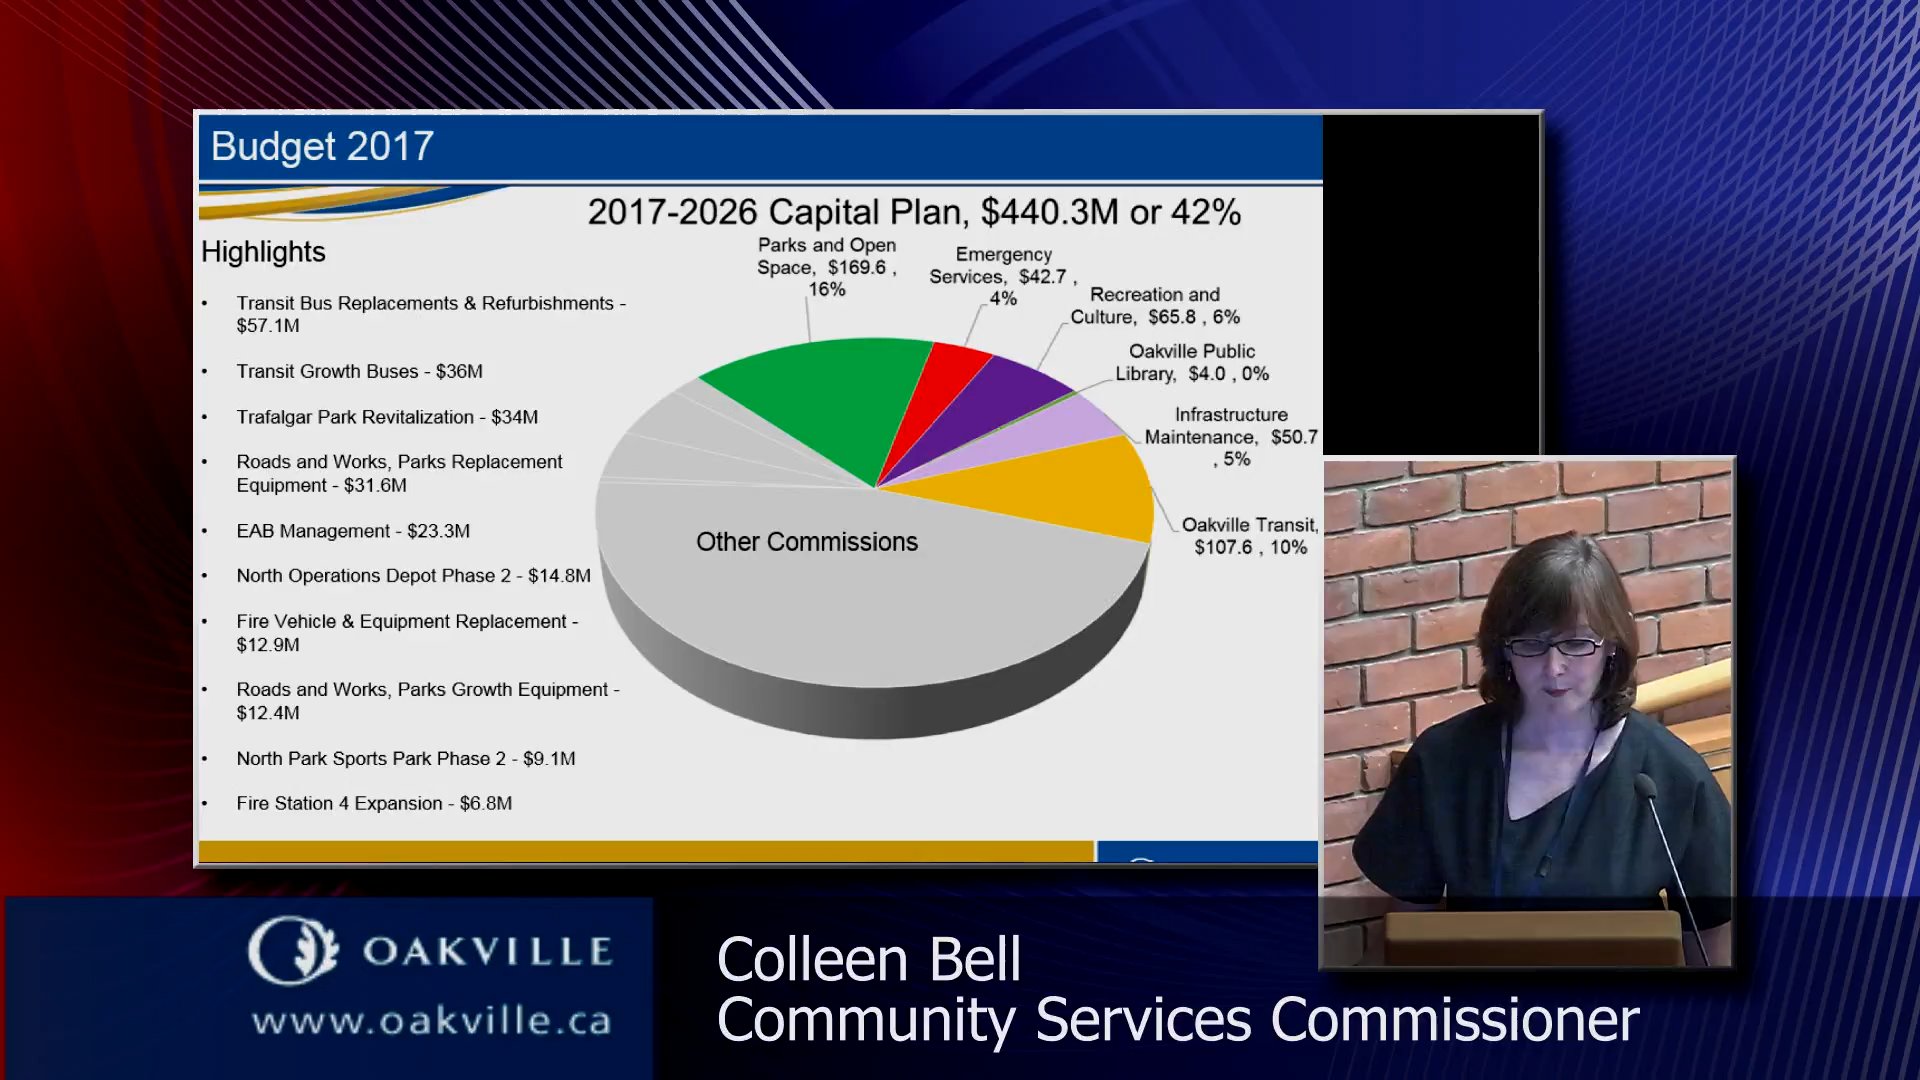 Budget 2017
2017-2026 Capital Plan, $440.3M or 42%
Highlights
• Transit Bus Replacements & Refurbishments -
$57.1M
• Transit Growth Buses - $36M
• Trafalgar Park Revitalization - $34M
• Roads and Works, Parks Replacement
Equipment - $31.6M
• EAB Management - $23.3M
• North Operations Depot Phase 2 - $14.8M
• Fire Vehicle & Equipment Replacement -
$12.9M
• Roads and Works, Parks Growth Equipment -
$12.4M
• North Park Sports Park Phase 2 - $9.1M
• Fire Station 4 Expansion - $6.8M
Parks and Open
Space, $169.6 ,
16%
Emergency
Services, $42.7 ,
4%
Recreation and
Culture, $65.8 , 6%
Oakville Public
Library, $4.0 , 0%
Infrastructure
Maintenance, $50.7
, 5%
Oakville Transit,
$107.6 , 10%
Other Commissions
OAKVILLE
www.oakville.ca
Colleen Bell
Community Services Commissioner